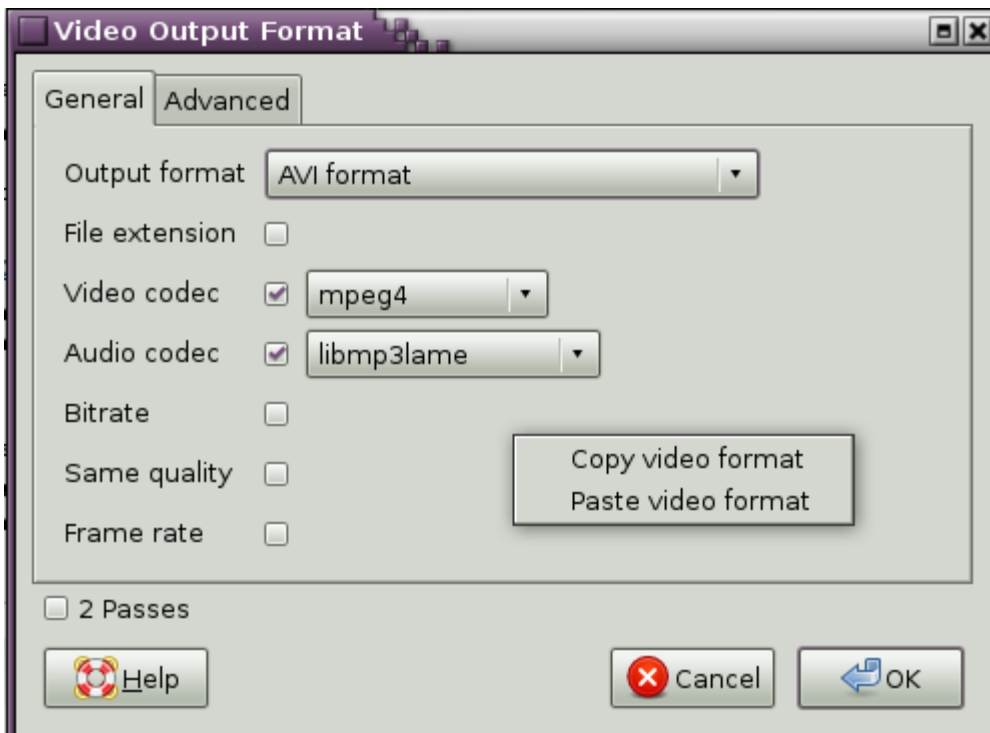 Video Output Format
General Advanced
Output format AVI format
File extension
Video codec mpeg4
Audio codec libmp3lame
Bitrate
Same quality
Frame rate
Copy video format
Paste video format
2 Passes
Help Cancel OK